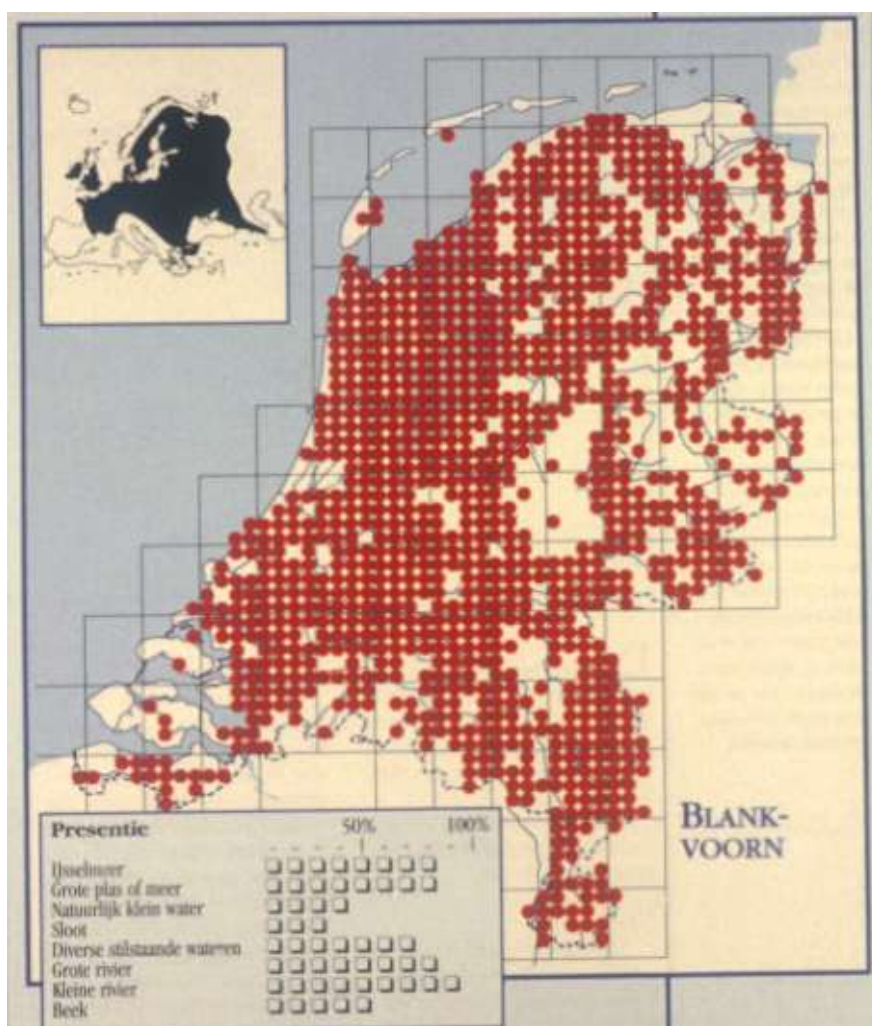 BLANK-
VOORN
Presentie 50% 100%
IJsselmeer
Grote plas of meer
Natuurlijk klein water
Sloot
Diverse stilstaande wateren
Grote rivier
Kleine rivier
Beek